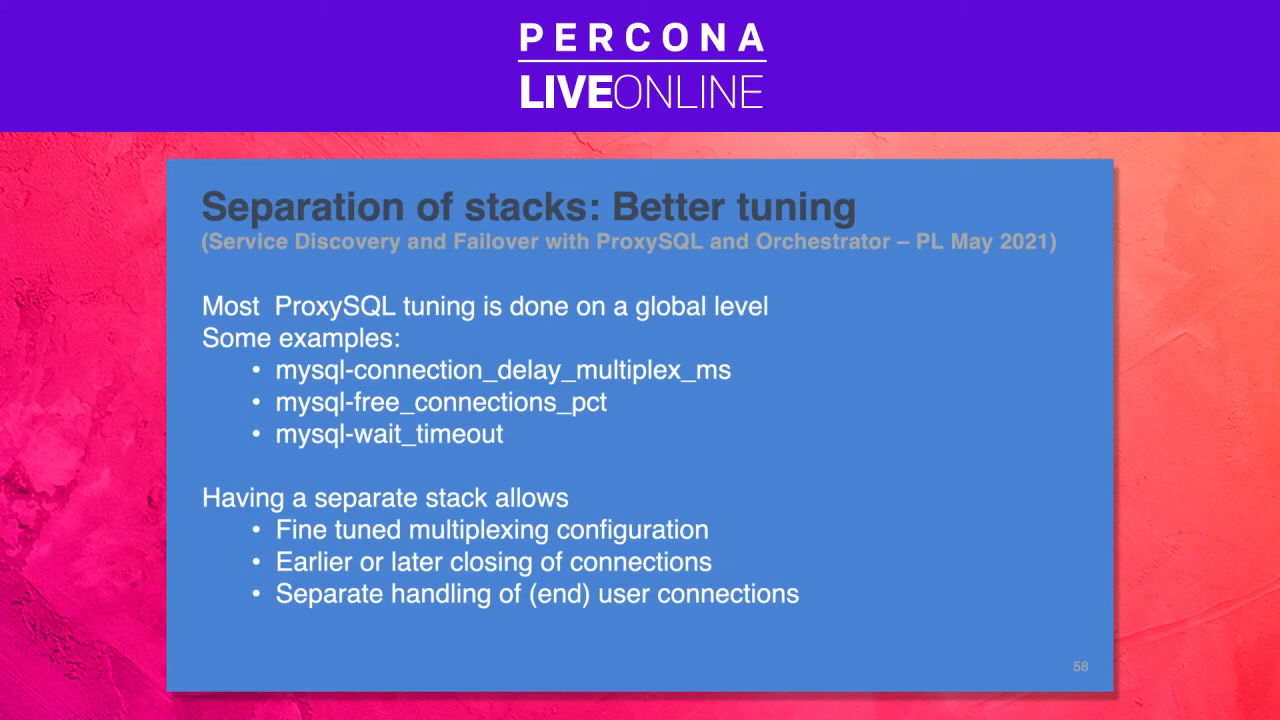 PERCONA
LIVEONLINE
Separation of stacks: Better tuning
(Service Discovery and Failover with ProxySQL and Orchestrator – PL May 2021)
Most  ProxySQL tuning is done on a global level
Some examples:
• mysql-connection_delay_multiplex_ms
• mysql-free_connections_pct
• mysql-wait_timeout
Having a separate stack allows
• Fine tuned multiplexing configuration
• Earlier or later closing of connections
• Separate handling of (end) user connections
58